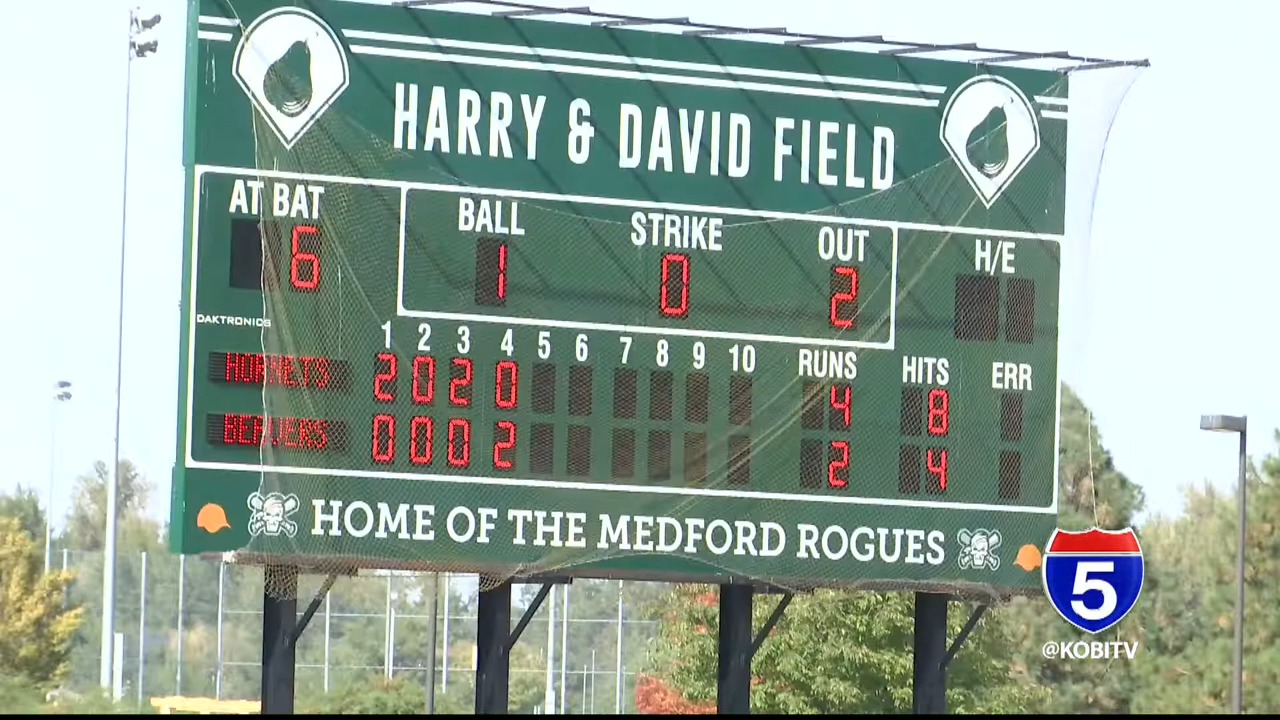 HARRY & DAVID FIELD
AT BAT BALL STRIKE OUT H/E
6 1 0 2
DAKTRONICS
1 2 3 4 5 6 7 8 9 10 RUNS HITS ERR
HORNETS 2 0 2 0 4 8
BEAVERS 0 0 0 2 2 4
HOME OF THE MEDFORD ROGUES
5
@KOBITV